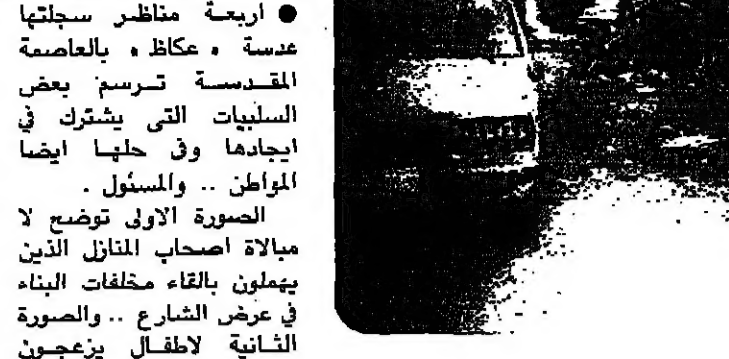 ● اربعة مناظر سجلتها
عدسة « عكاظ » بالعاصمة
المقدسة ترسم بعض
السلبيات التى يشترك في
ايجادها وفى حلها ايضا
المواطن .. والمسئول .
الصورة الاولى توضح لا
مبالاة اصحاب المنازل الذين
يهملون بالقاء مخلفات البناء
في عرض الشارع .. والصورة
الثانية لاطفال يزعجون